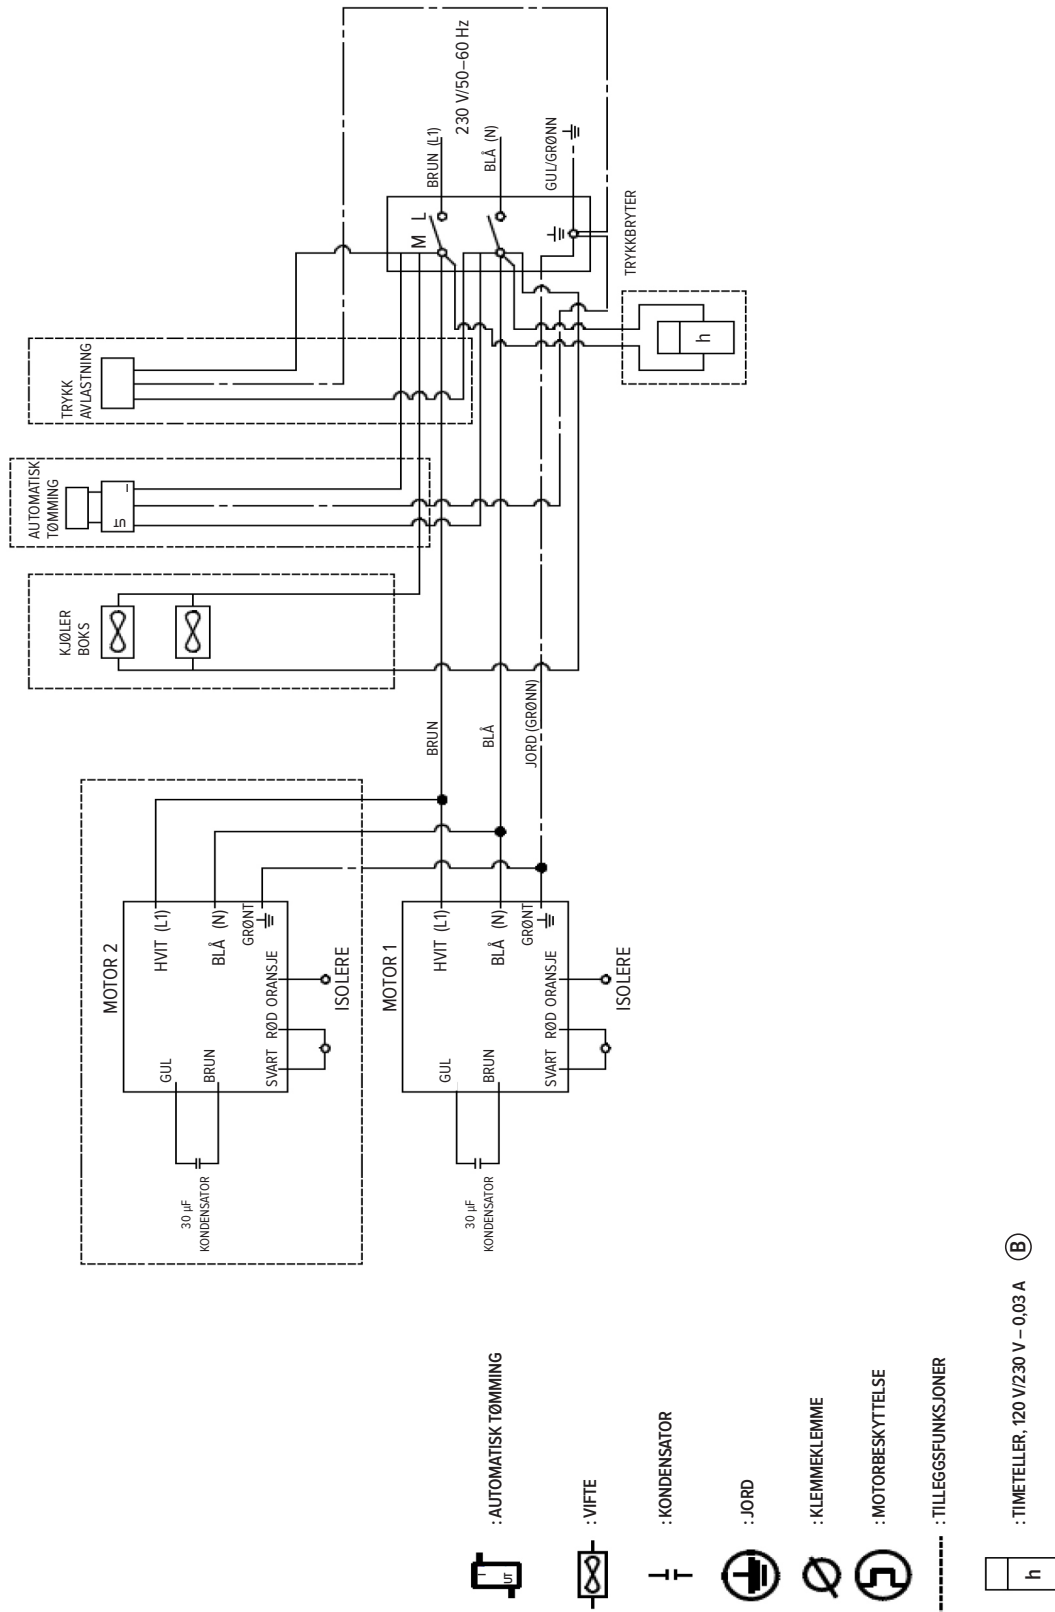 230 V/50–60 Hz
BRUN (L1)
BLÅ (N)
GUL/GRØNN
M L
TRYKKBRYTER
TRYKK
AVLASTNING
AUTOMATISK
TØMMING
UT
I
KJØLER
BOKS
h
BRUN
BLÅ
JORD (GRØNN)
MOTOR 2
HVIT (L1)
BLÅ (N)
GRØNT
GUL
BRUN
SVART RØD ORANSJE
ISOLERE
30 µF
KONDENSATOR
MOTOR 1
HVIT (L1)
BLÅ (N)
GRØNT
GUL
BRUN
SVART RØD ORANSJE
ISOLERE
30 µF
KONDENSATOR
I
UT
: AUTOMATISK TØMMING
: VIFTE
: KONDENSATOR
: JORD
: KLEMMEKLEMME
: MOTORBESKYTTELSE
: TILLEGGSFUNKSJONER
h
: TIMETELLER, 120 V/230 V – 0,03 A B